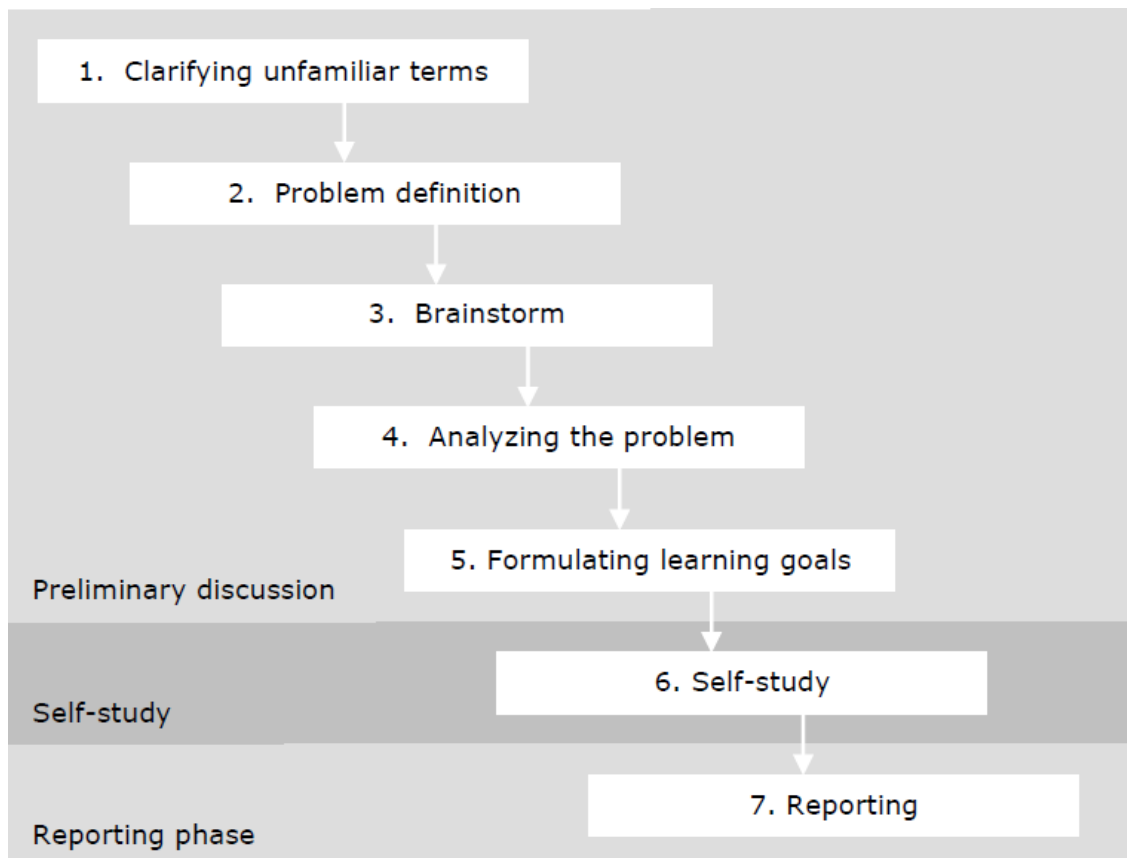 1. Clarifying unfamiliar terms
2. Problem definition
3. Brainstorm
4. Analyzing the problem
5. Formulating learning goals
Preliminary discussion
6. Self-study
Self-study
7. Reporting
Reporting phase